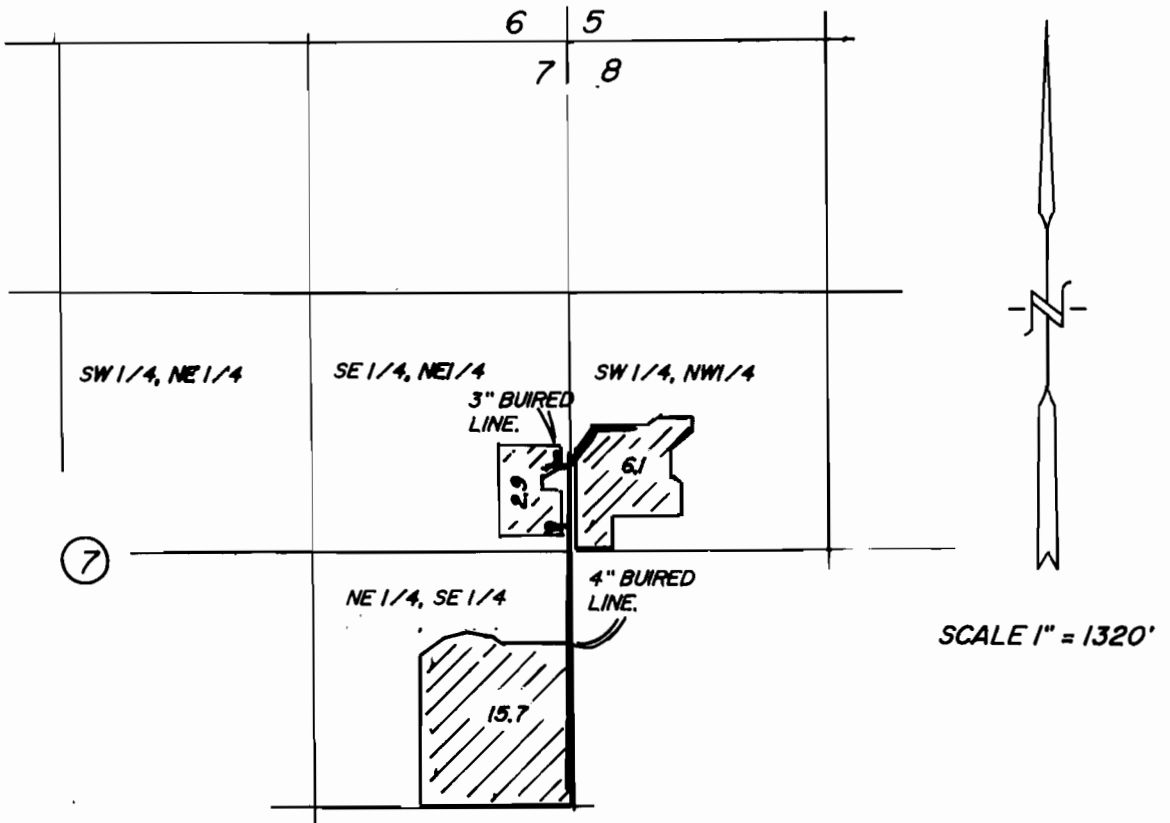 6 5
7 8
SW 1/4, NE 1/4
SE 1/4, NE1/4
SW 1/4, NW1/4
3" BUIRED
LINE.
2.9
6.1
7
NE 1/4, SE 1/4
4" BUIRED
LINE.
15.7
N
SCALE 1" = 1320'